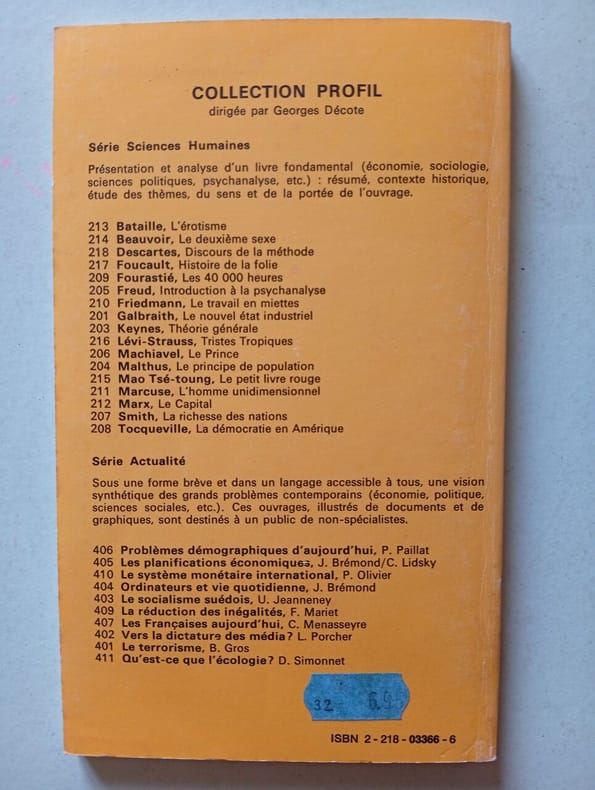 COLLECTION PROFIL
dirigée par Georges Décote
Série Sciences Humaines
Présentation et analyse d'un livre fondamental (économie, sociologie,
sciences politiques, psychanalyse, etc.) : résumé, contexte historique,
étude des thèmes, du sens et de la portée de l'ouvrage.
213 Bataille, L'érotisme
214 Beauvoir, Le deuxième sexe
218 Descartes, Discours de la méthode
217 Foucault, Histoire de la folie
209 Fourastié, Les 40 000 heures
205 Freud, Introduction à la psychanalyse
210 Friedmann, Le travail en miettes
201 Galbraith, Le nouvel état industriel
203 Keynes, Théorie générale
216 Lévi-Strauss, Tristes Tropiques
206 Machiavel, Le Prince
204 Malthus, Le principe de population
215 Mao Tsé-toung, Le petit livre rouge
211 Marcuse, L'homme unidimensionnel
212 Marx, Le Capital
207 Smith, La richesse des nations
208 Tocqueville, La démocratie en Amérique
Série Actualité
Sous une forme brève et dans un langage accessible à tous, une vision
synthétique des grands problèmes contemporains (économie, politique,
sciences sociales, etc.). Ces ouvrages, illustrés de documents et de
graphiques, sont destinés à un public de non-spécialistes.
406 Problèmes démographiques d'aujourd'hui, P. Paillat
405 Les planifications économiques, J. Brémond/C. Lidsky
410 Le système monétaire international, P. Olivier
404 Ordinateurs et vie quotidienne, J. Brémond
403 Le socialisme suédois, U. Jeanneney
409 La réduction des inégalités, F. Mariet
407 Les Françaises aujourd'hui, C. Menasseyre
402 Vers la dictature des média? L. Porcher
401 Le terrorisme, B. Gros
411 Qu'est-ce que l'écologie? D. Simonnet
32
ISBN 2 - 218 - 03366 - 6